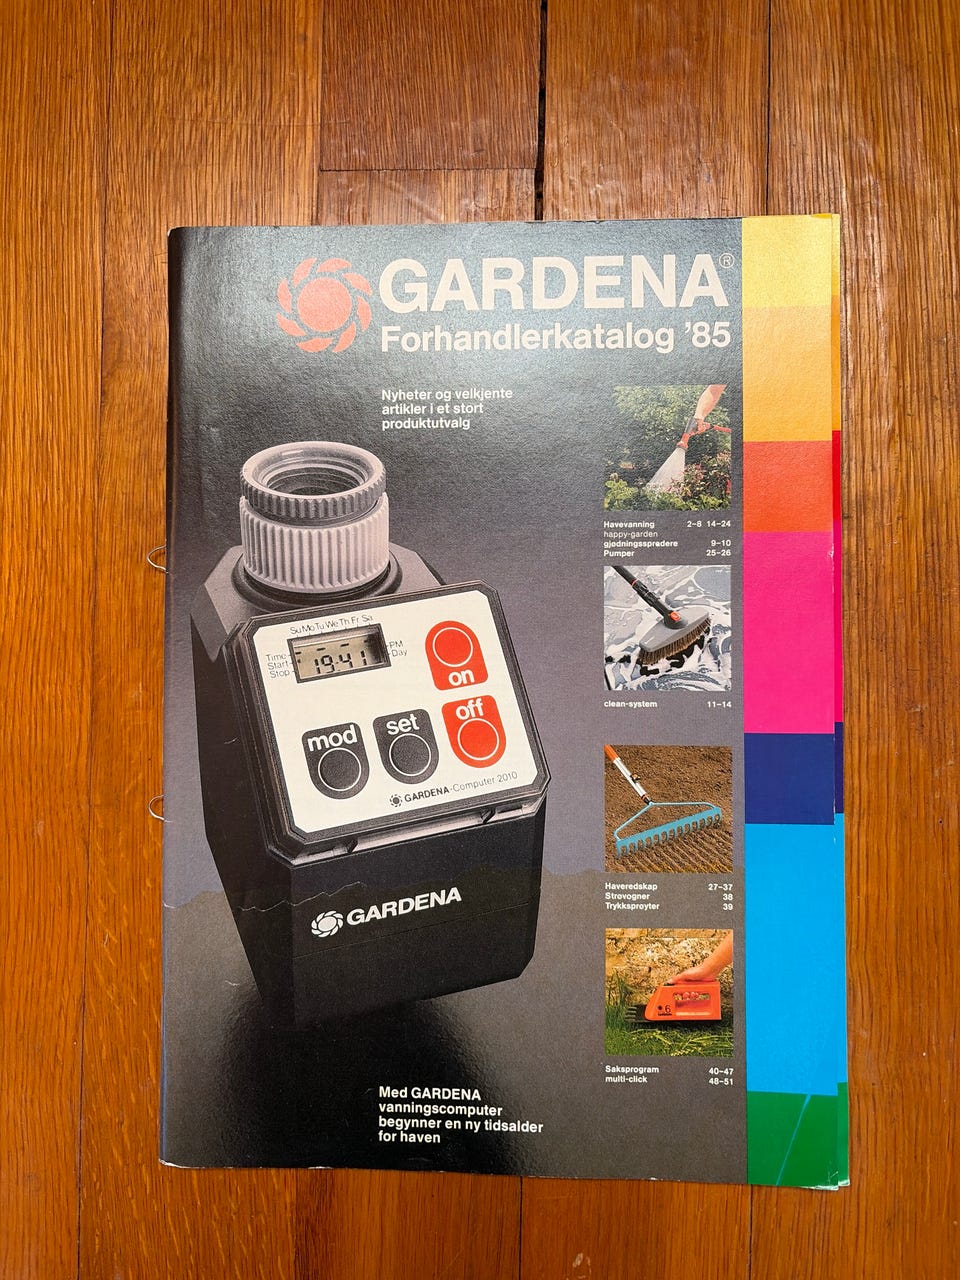 GARDENA®
Forhandlerkatalog '85
Nyheter og velkjente
artikler i et stort
produktutvalg
Havevanning 2–8 14–24
happy-garden
gjødningsspredere 9–10
Pumper 25–26
clean-system 11–14
Haveredskap 27–37
Strøvogner 38
Trykksprøyter 39
Saksprogram 40–47
multi-click 48–51
Su Mo Tu We Th Fr Sa
Time
Start
Stop
19:41
PM
Day
on
off
mod
set
GARDENA-Computer 2010
GARDENA
6
Med GARDENA
vanningscomputer
begynner en ny tidsalder
for haven